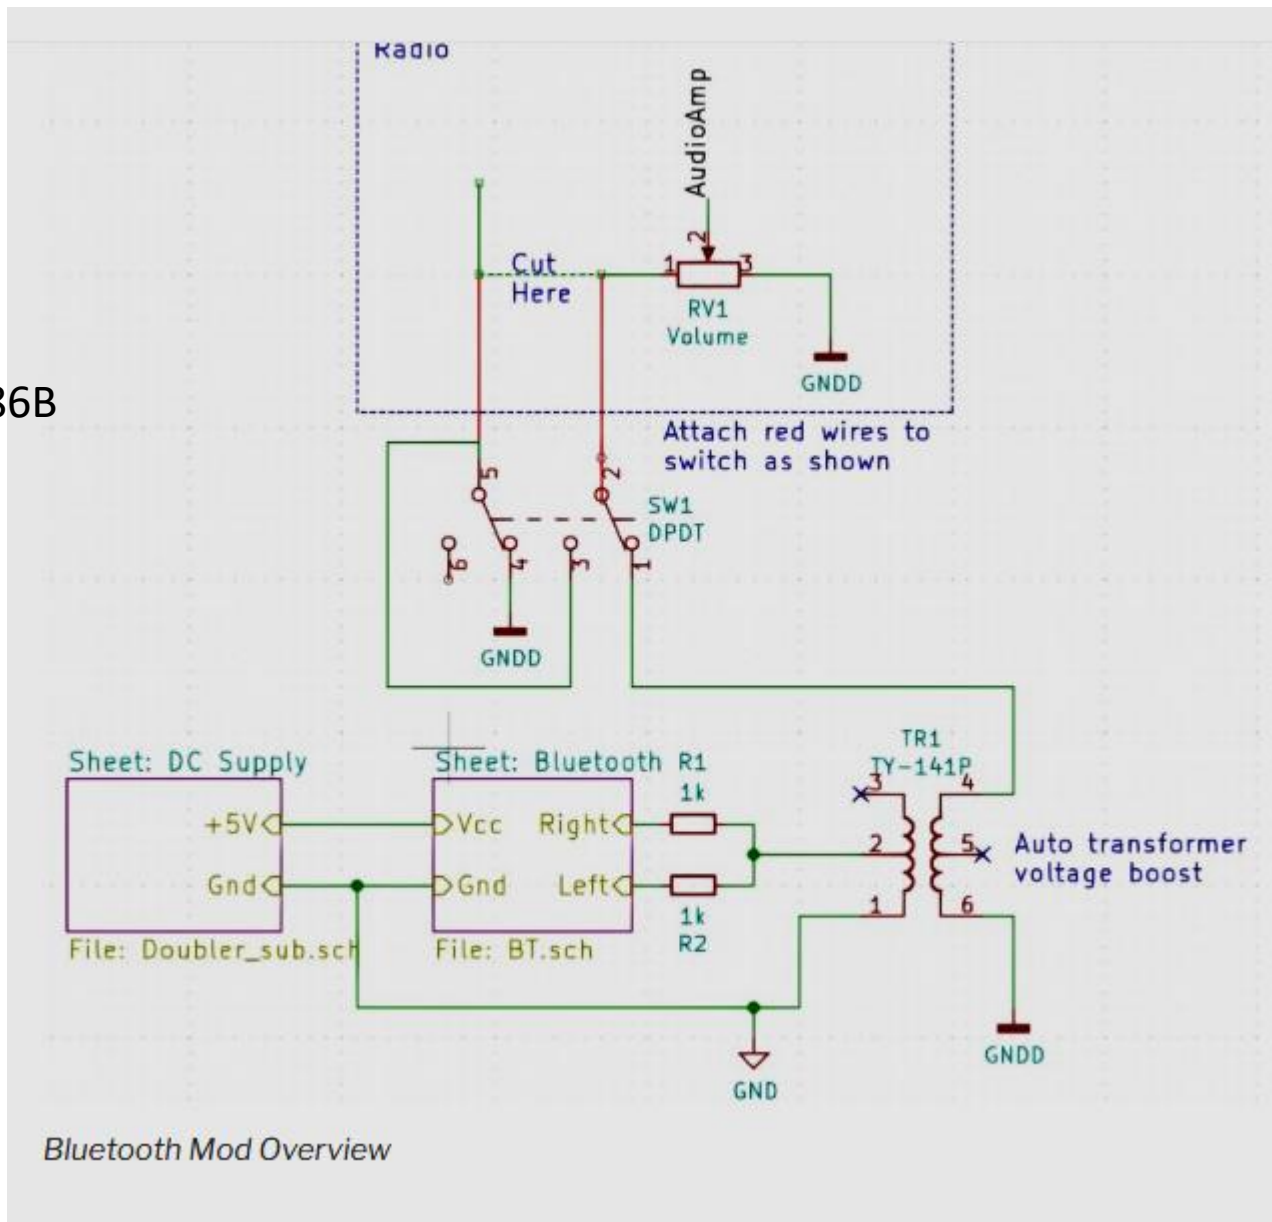 Radio
AudioAmp
Cut
Here
1
2
3
RV1
Volume
GNDD
36B
Attach red wires to
switch as shown
5
2
SW1
DPDT
6
4
3
1
GNDD
Sheet: DC Supply
Sheet: Bluetooth
R1
1k
TR1
TY-141P
3
4
+5V
Vcc
Right
2
5
Auto transformer
voltage boost
Gnd
Gnd
Left
1
6
1k
R2
File: Doubler_sub.sch
File: BT.sch
GND
GNDD
Bluetooth Mod Overview